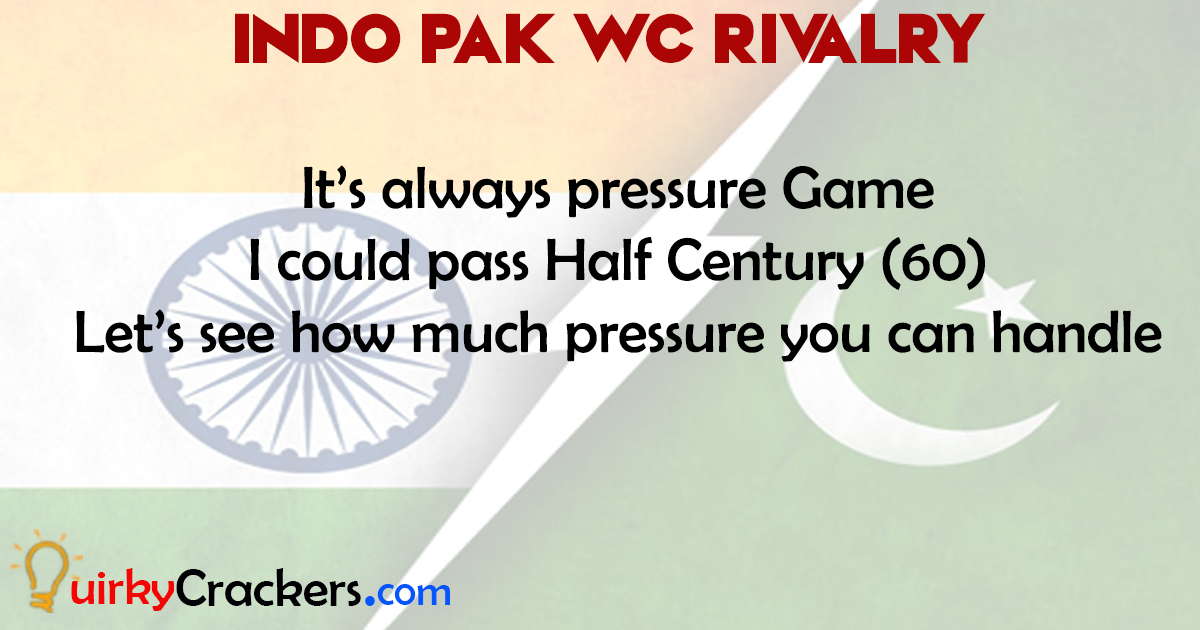 INDO PAK WC RIVALRY
It's always pressure Game
I could pass Half Century (60)
Let's see how much pressure you can handle
QuirkyCrackers.com